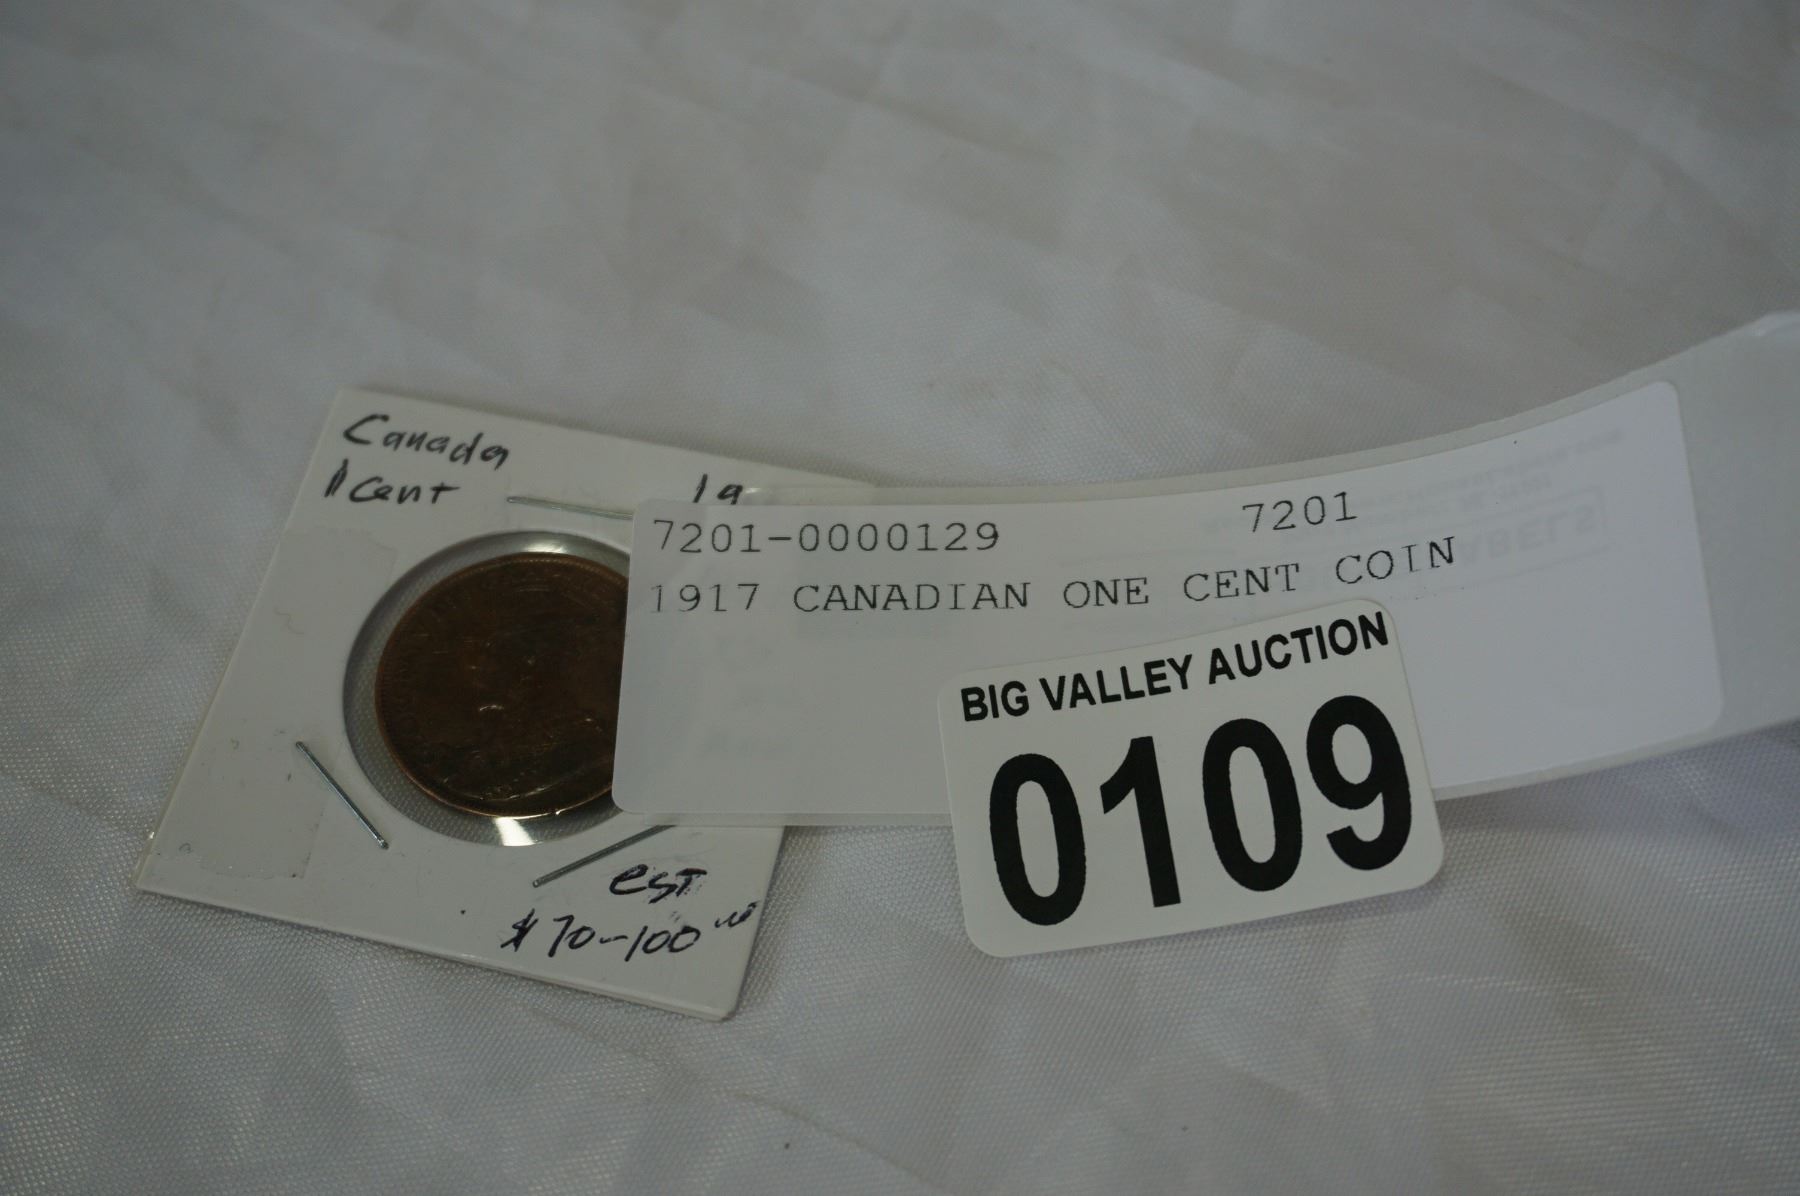 Canada
1 Cent 19
7201-0000129 7201
1917 CANADIAN ONE CENT COIN
BIG VALLEY AUCTION
0109
est
$70-100